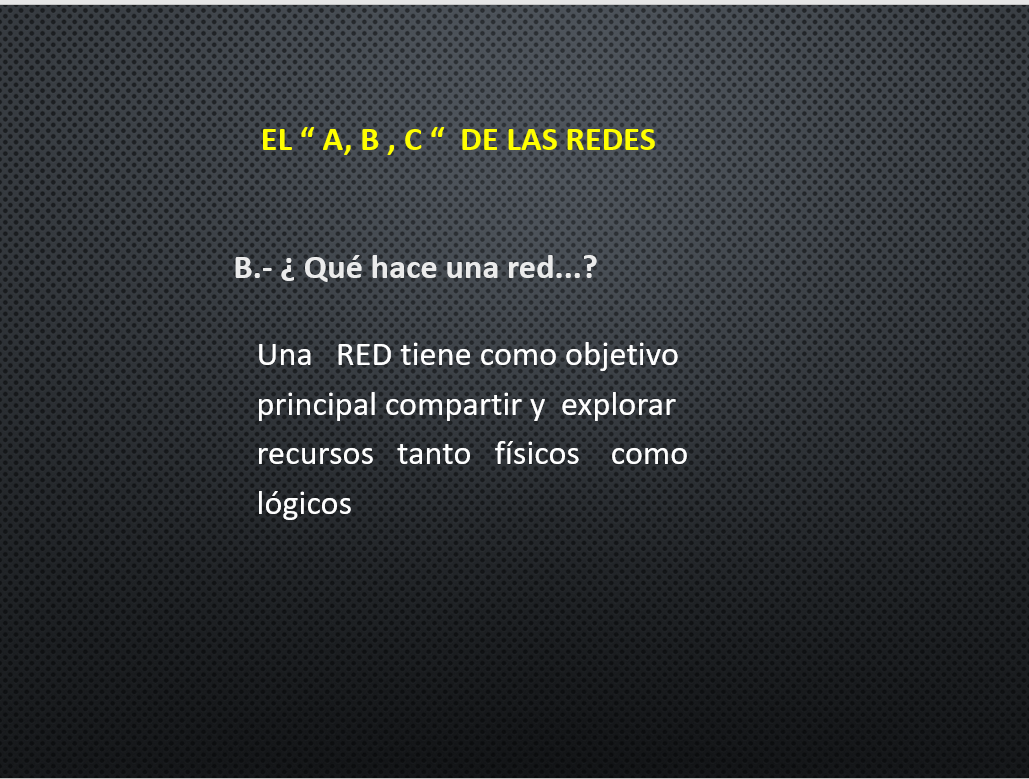 EL “ A, B , C “ DE LAS REDES
B.- ¿ Qué hace una red...?
Una RED tiene como objetivo
principal compartir y explorar
recursos tanto físicos como
lógicos